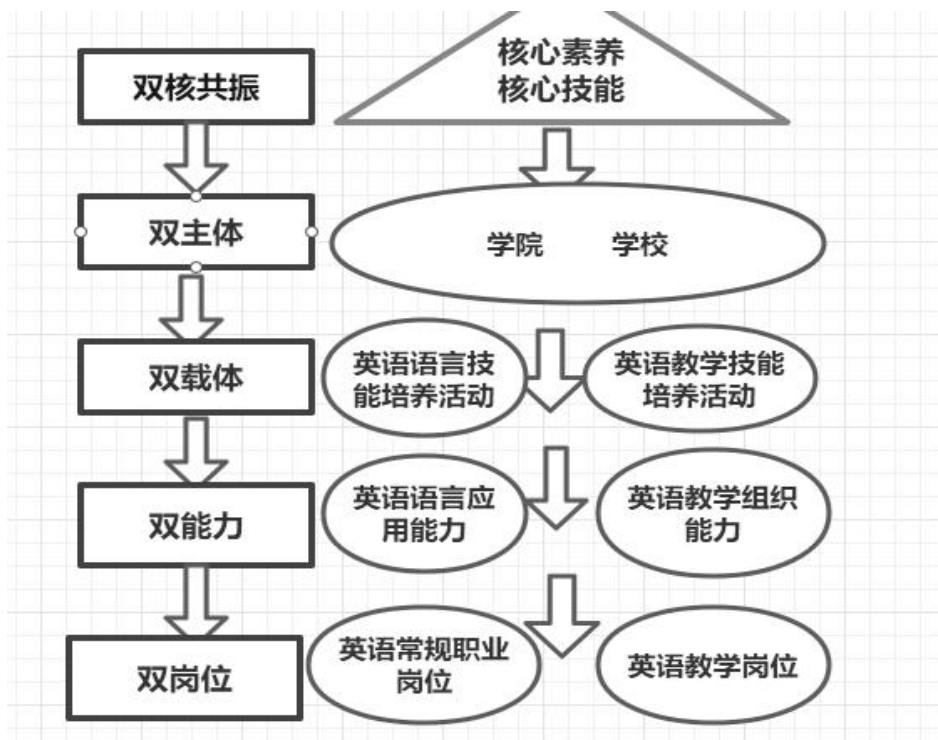 双核共振
核心素养
核心技能
双主体
学院 学校
双载体
英语语言技
能培养活动
英语教学技能
培养活动
双能力
英语语言应
用能力
英语教学组织
能力
双岗位
英语常规职业
岗位
英语教学岗位